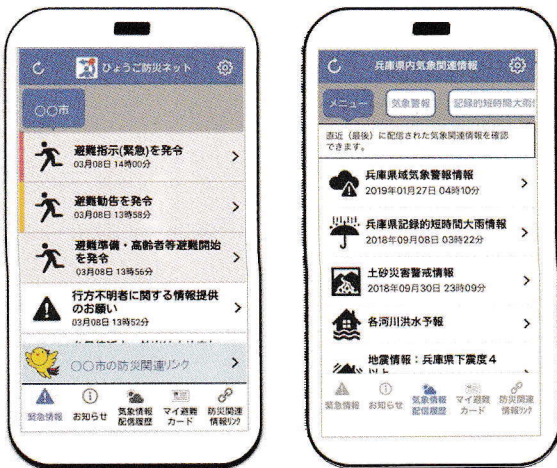 ひょうご防災ネット
〇〇市
避難指示(緊急)を発令
03月08日 14時00分
避難勧告を発令
03月08日 13時58分
避難準備・高齢者等避難開始
を発令
03月08日 13時56分
行方不明者に関する情報提供
のお願い
03月08日 13時52分
〇〇市の防災関連リンク
緊急情報
お知らせ
気象情報
配信履歴
マイ避難
カード
防災関連
情報リンク
兵庫県内気象関連情報
メニュー
気象警報
記録的短時間大雨
直近（最後）に配信された気象関連情報を確認
できます。
兵庫県域気象警報情報
2019年01月27日 04時10分
兵庫県記録的短時間大雨情報
2018年09月08日 03時22分
土砂災害警戒情報
2018年09月30日 23時09分
各河川洪水予報
地震情報：兵庫県下震度４
以上
緊急情報
お知らせ
気象情報
配信履歴
マイ避難
カード
防災関連
情報リンク